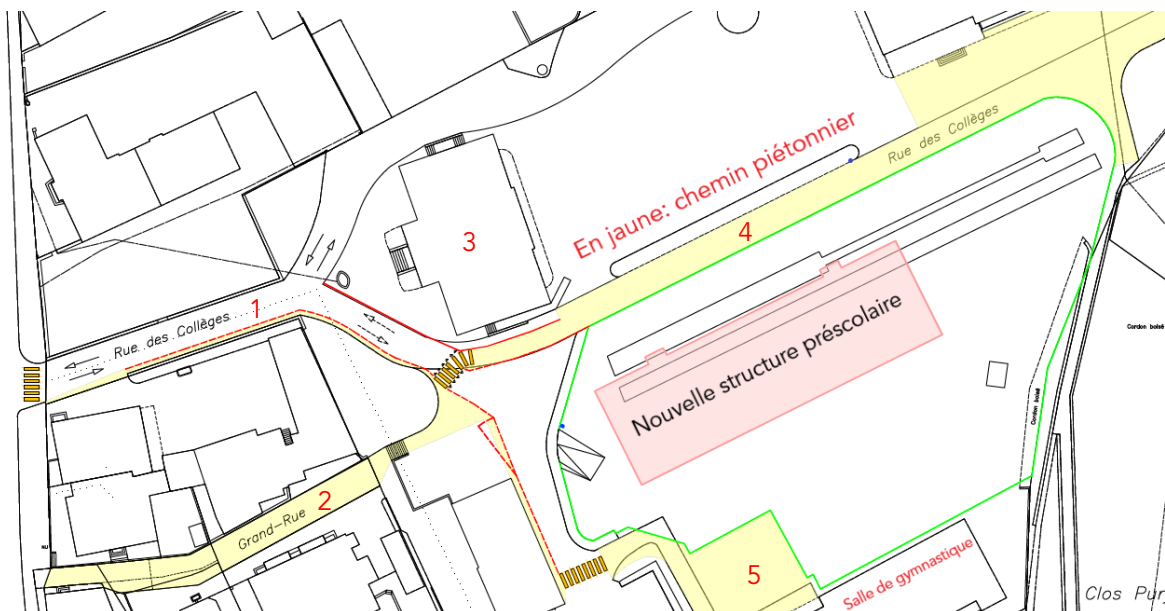 En jaune: chemin piétonnier
Rue des Collèges
3
4
1
Rue des Collèges
Nouvelle structure préscolaire
Cordon boisé
Cordon boisé
2
Grand-Rue
5
Salle de gymnastique
Clos Pur